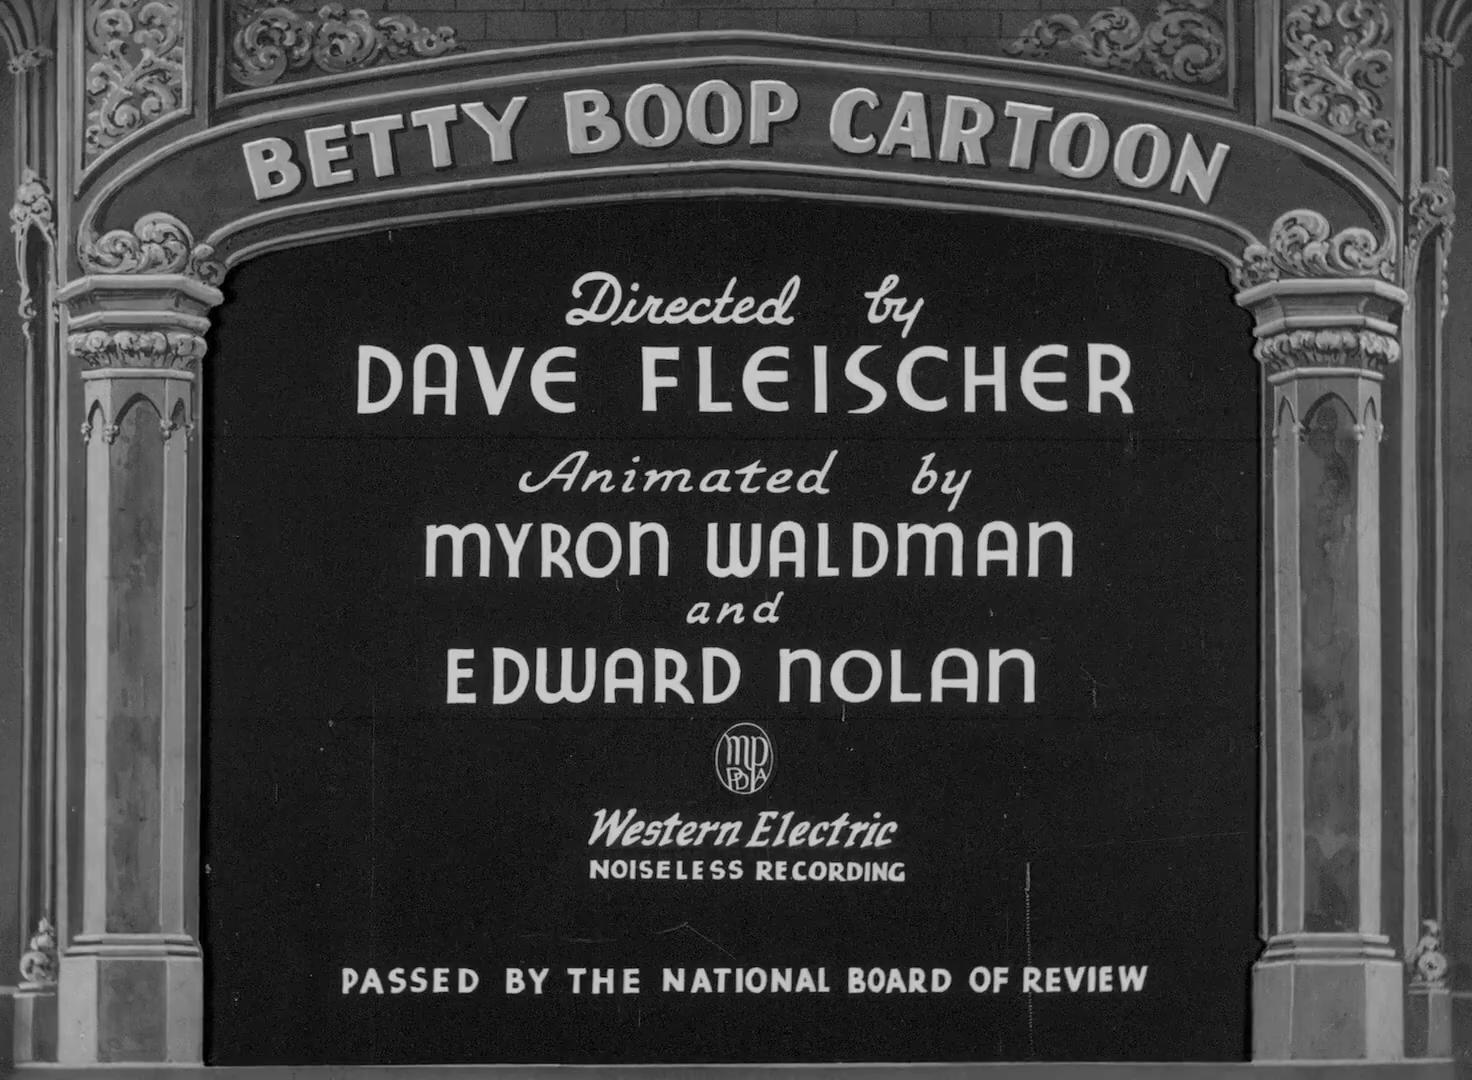 BETTY BOOP CARTOON
Directed by
DAVE FLEISCHER
Animated by
MYRON WALDMAN
and
EDWARD NOLAN
MPPDA
Western Electric
NOISELESS RECORDING
PASSED BY THE NATIONAL BOARD OF REVIEW